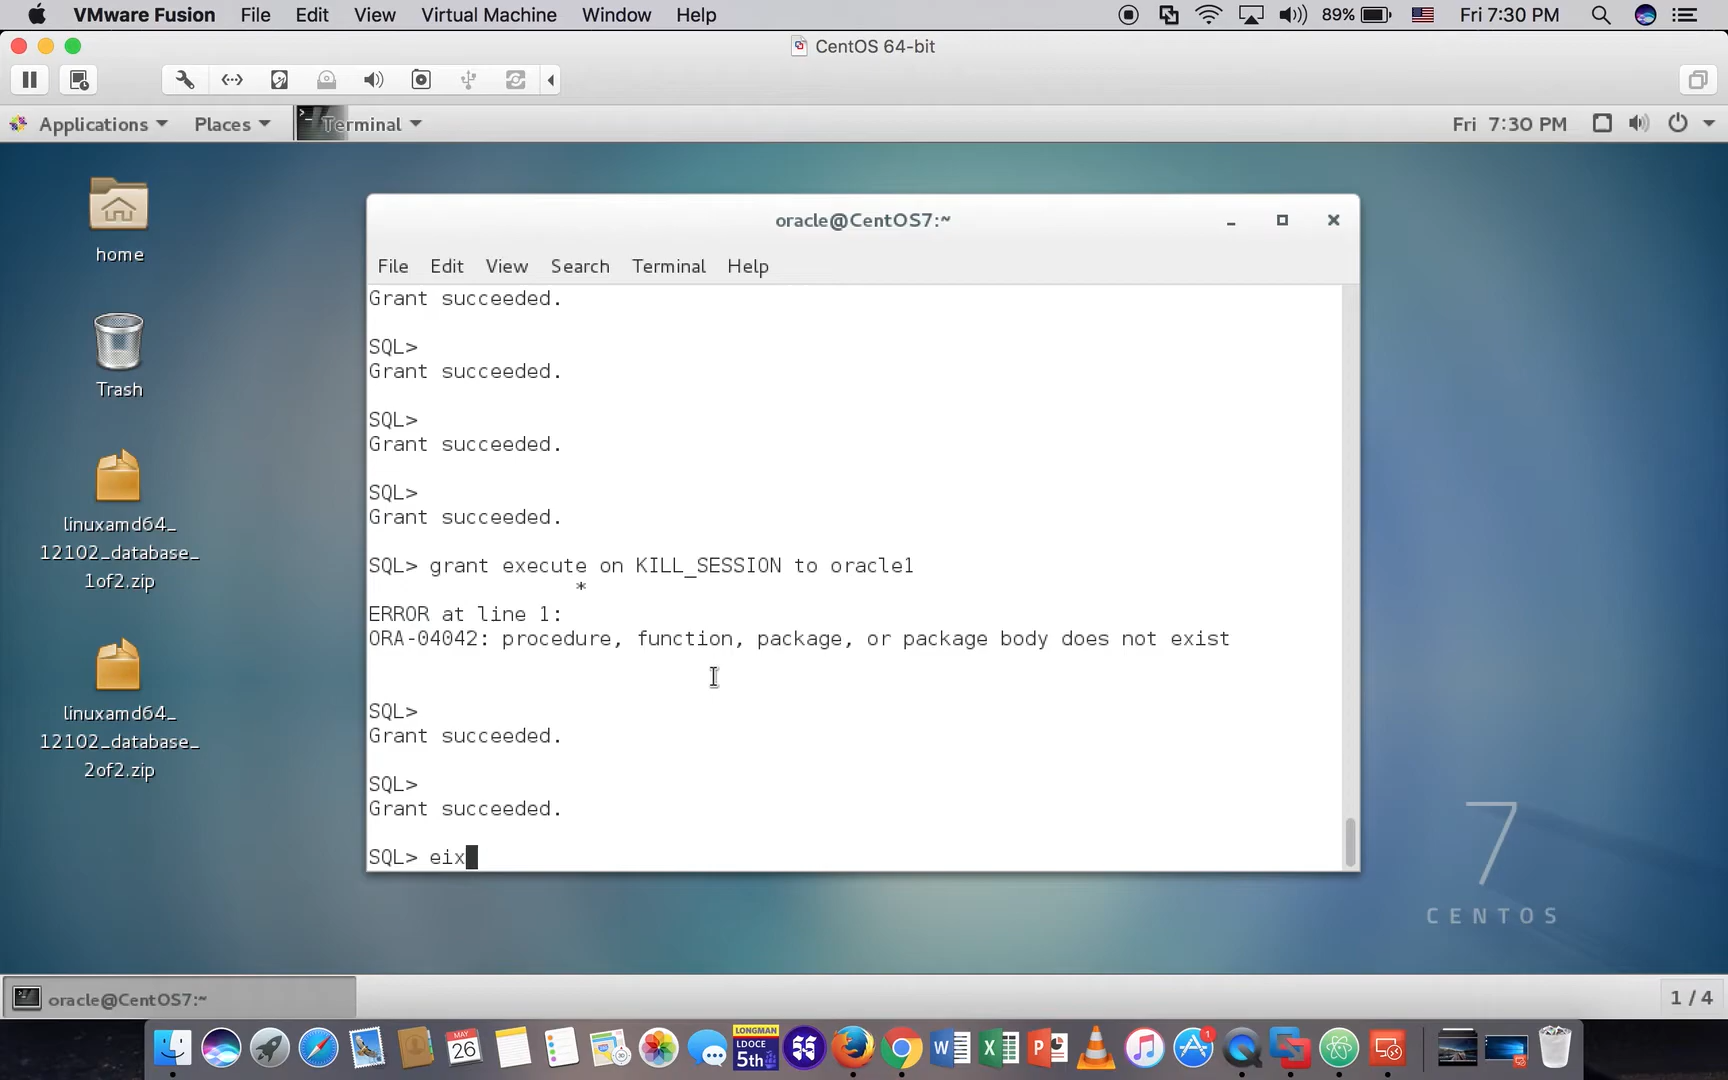 VMware Fusion File Edit View Virtual Machine Window Help 89% Fri 7:30 PM
CentOS 64-bit
Applications Places Terminal Fri 7:30 PM
home
Trash
linuxamd64_
12102_database_
1of2.zip
linuxamd64_
12102_database_
2of2.zip
oracle@CentOS7:~
File Edit View Search Terminal Help
Grant succeeded.
SQL>
Grant succeeded.
SQL>
Grant succeeded.
SQL>
Grant succeeded.
SQL> grant execute on KILL_SESSION to oracle1
*
ERROR at line 1:
ORA-04042: procedure, function, package, or package body does not exist
SQL>
Grant succeeded.
SQL>
Grant succeeded.
SQL> eix
7
CENTOS
oracle@CentOS7:~
1 / 4
MAY
26
LONGMAN
LDOCE
5th
W
X
P
1